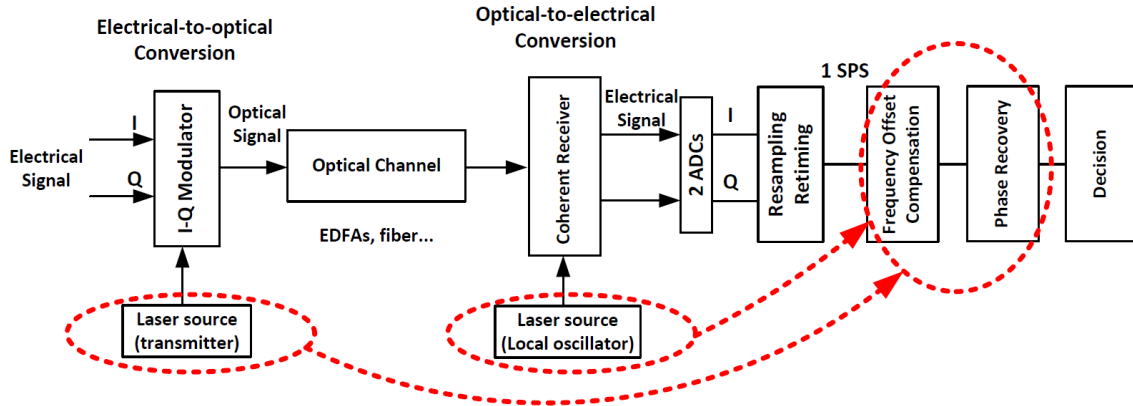 Electrical-to-optical
Conversion
Optical-to-electrical
Conversion
Electrical
Signal
I
Q
I-Q Modulator
Optical
Signal
Optical Channel
EDFAs, fiber...
Coherent Receiver
Electrical
Signal
2 ADCs
I
Q
Resampling
Retiming
1 SPS
Frequency Offset
Compensation
Phase Recovery
Decision
Laser source
(transmitter)
Laser source
(Local oscillator)